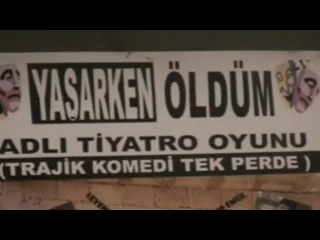 YAŞARKEN ÖLDÜM
ADLI TİYATRO OYUNU
(TRAJİK KOMEDİ TEK PERDE )